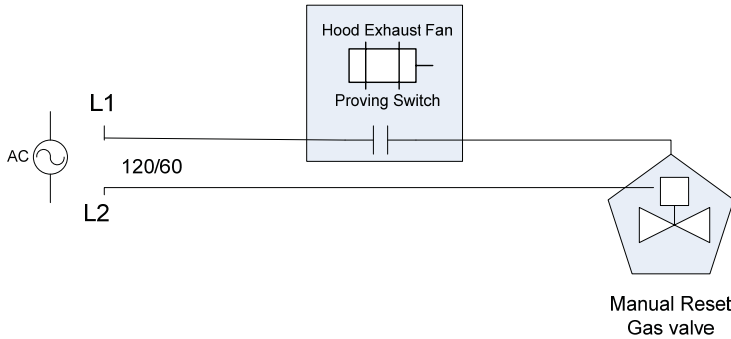 Hood Exhaust Fan
Proving Switch
L1
AC
120/60
L2
Manual Reset
Gas valve